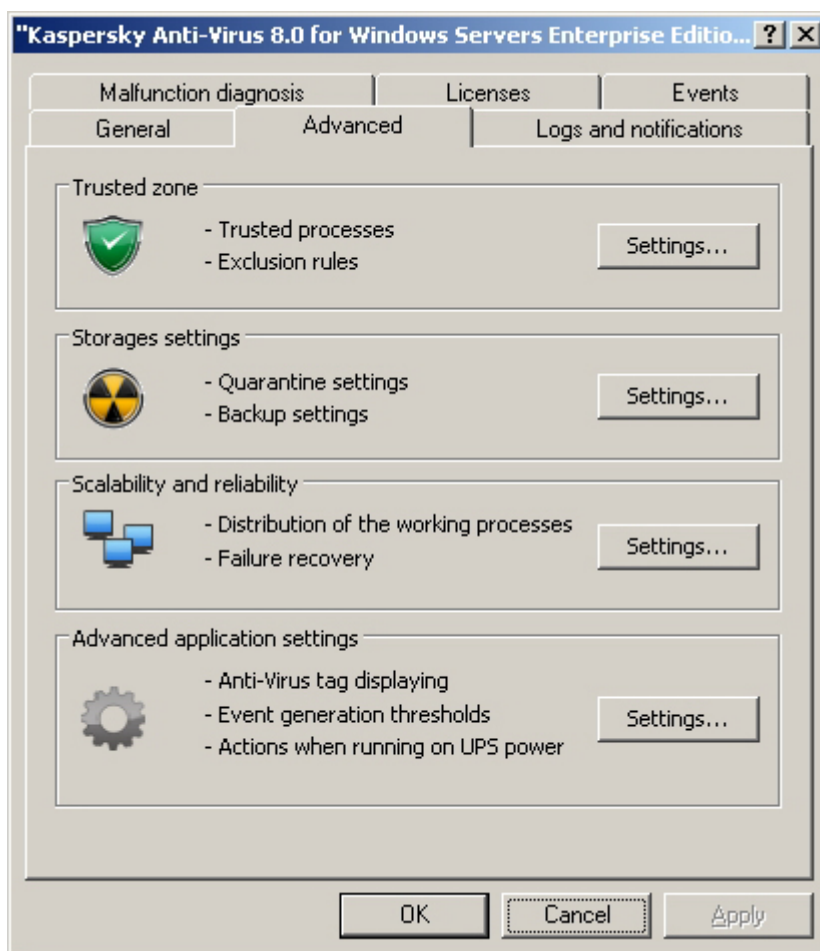 "Kaspersky Anti-Virus 8.0 for Windows Servers Enterprise Editio...
Malfunction diagnosis
Licenses
Events
General
Advanced
Logs and notifications
Trusted zone
- Trusted processes
- Exclusion rules
Settings...
Storages settings
- Quarantine settings
- Backup settings
Settings...
Scalability and reliability
- Distribution of the working processes
- Failure recovery
Settings...
Advanced application settings
- Anti-Virus tag displaying
- Event generation thresholds
- Actions when running on UPS power
Settings...
OK
Cancel
Apply